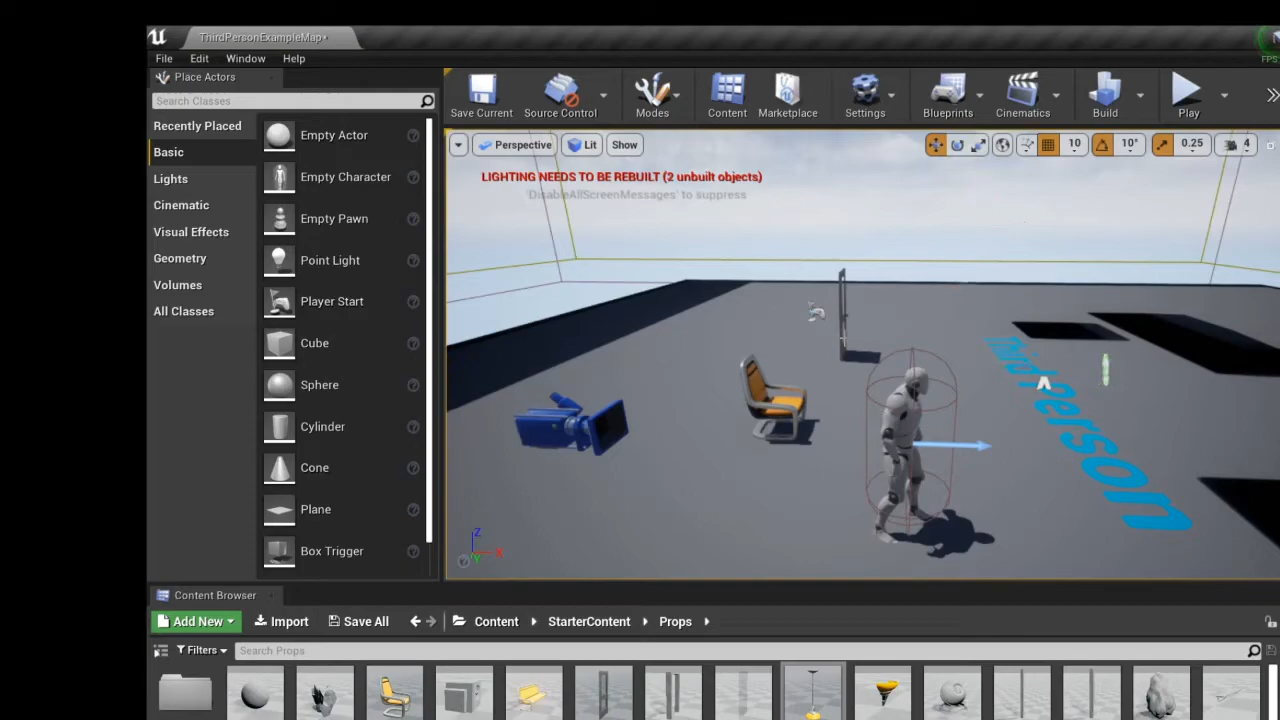 ThirdPersonExampleMap•
FPS:
File Edit Window Help
Place Actors
Search Classes
Recently Placed
Basic
Lights
Cinematic
Visual Effects
Geometry
Volumes
All Classes
Empty Actor
Empty Character
Empty Pawn
Point Light
Player Start
Cube
Sphere
Cylinder
Cone
Plane
Box Trigger
Save Current Source Control Modes Content Marketplace Settings Blueprints Cinematics Build Play
Perspective Lit Show 10 10° 0.25 4
LIGHTING NEEDS TO BE REBUILT (2 unbuilt objects)
'DisableAllScreenMessages' to suppress
Third Person
Z
X
Y
Content Browser
Add New Import Save All Content StarterContent Props
Filters Search Props